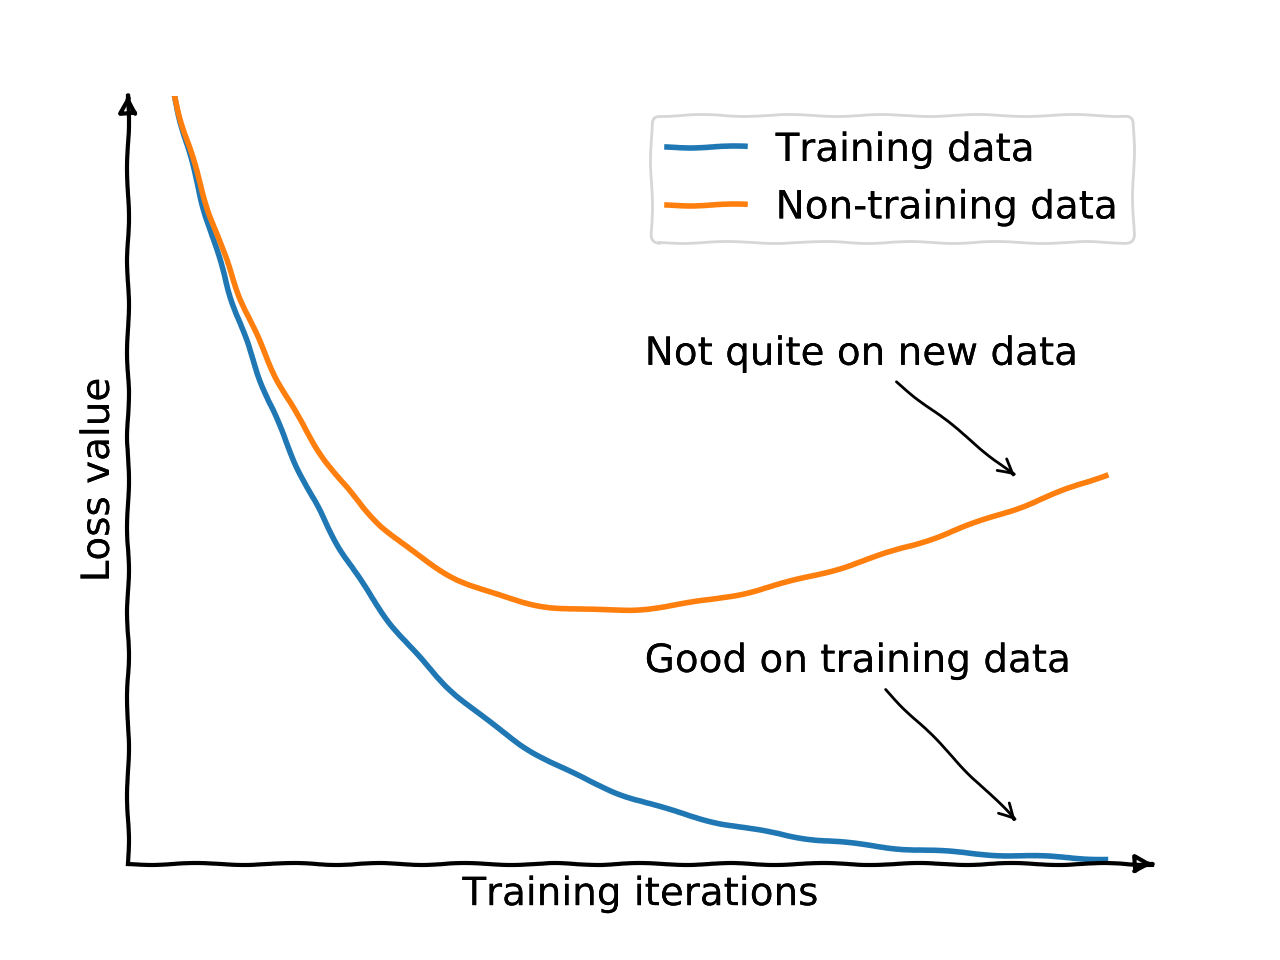 Training data
Non-training data
Not quite on new data
Loss value
Good on training data
Training iterations